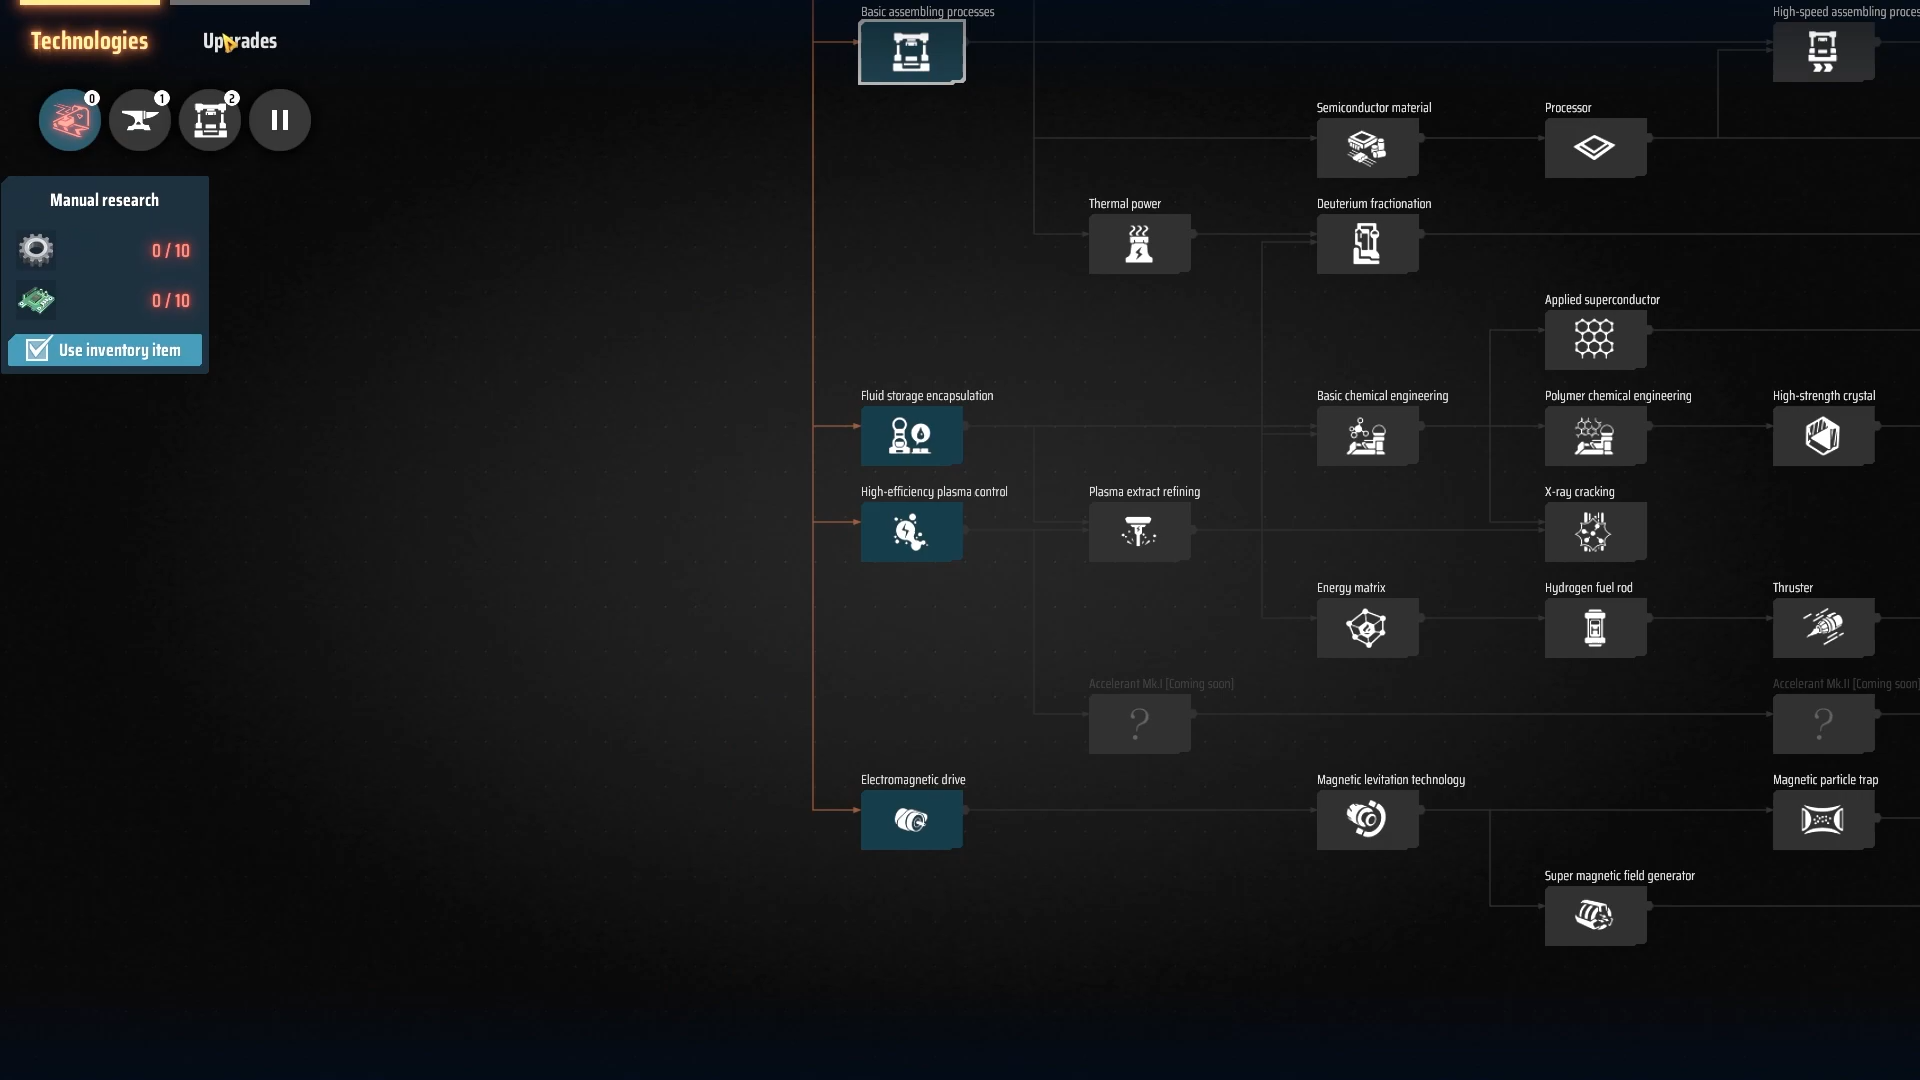 Basic assembling processes
High-speed assembling proces
Technologies
Upgrades
0
1
2
Semiconductor material
Processor
Manual research
0 / 10
0 / 10
Use inventory item
Thermal power
Deuterium fractionation
Applied superconductor
Fluid storage encapsulation
Basic chemical engineering
Polymer chemical engineering
High-strength crystal
High-efficiency plasma control
Plasma extract refining
X-ray cracking
Energy matrix
Hydrogen fuel rod
Thruster
Accelerant Mk.I [Coming soon]
Accelerant Mk.II [Coming soon]
?
?
Electromagnetic drive
Magnetic levitation technology
Magnetic particle trap
Super magnetic field generator